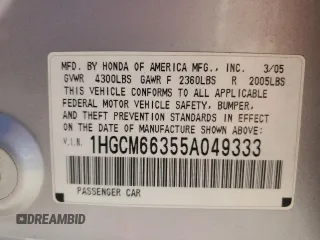 MFD. BY HONDA OF AMERICA MFG., INC. 3/05
GVWR 4300LBS GAWR F 2360LBS R 2005LBS
THIS VEHICLE CONFORMS TO ALL APPLICABLE
FEDERAL MOTOR VEHICLE SAFETY, BUMPER,
AND THEFT PREVENTION STANDARDS IN EFFECT
ON THE DATE OF MANUFACTURE SHOWN ABOVE.
V.I.N. 1HGCM66355A049333
PASSENGER CAR
DREAMBID